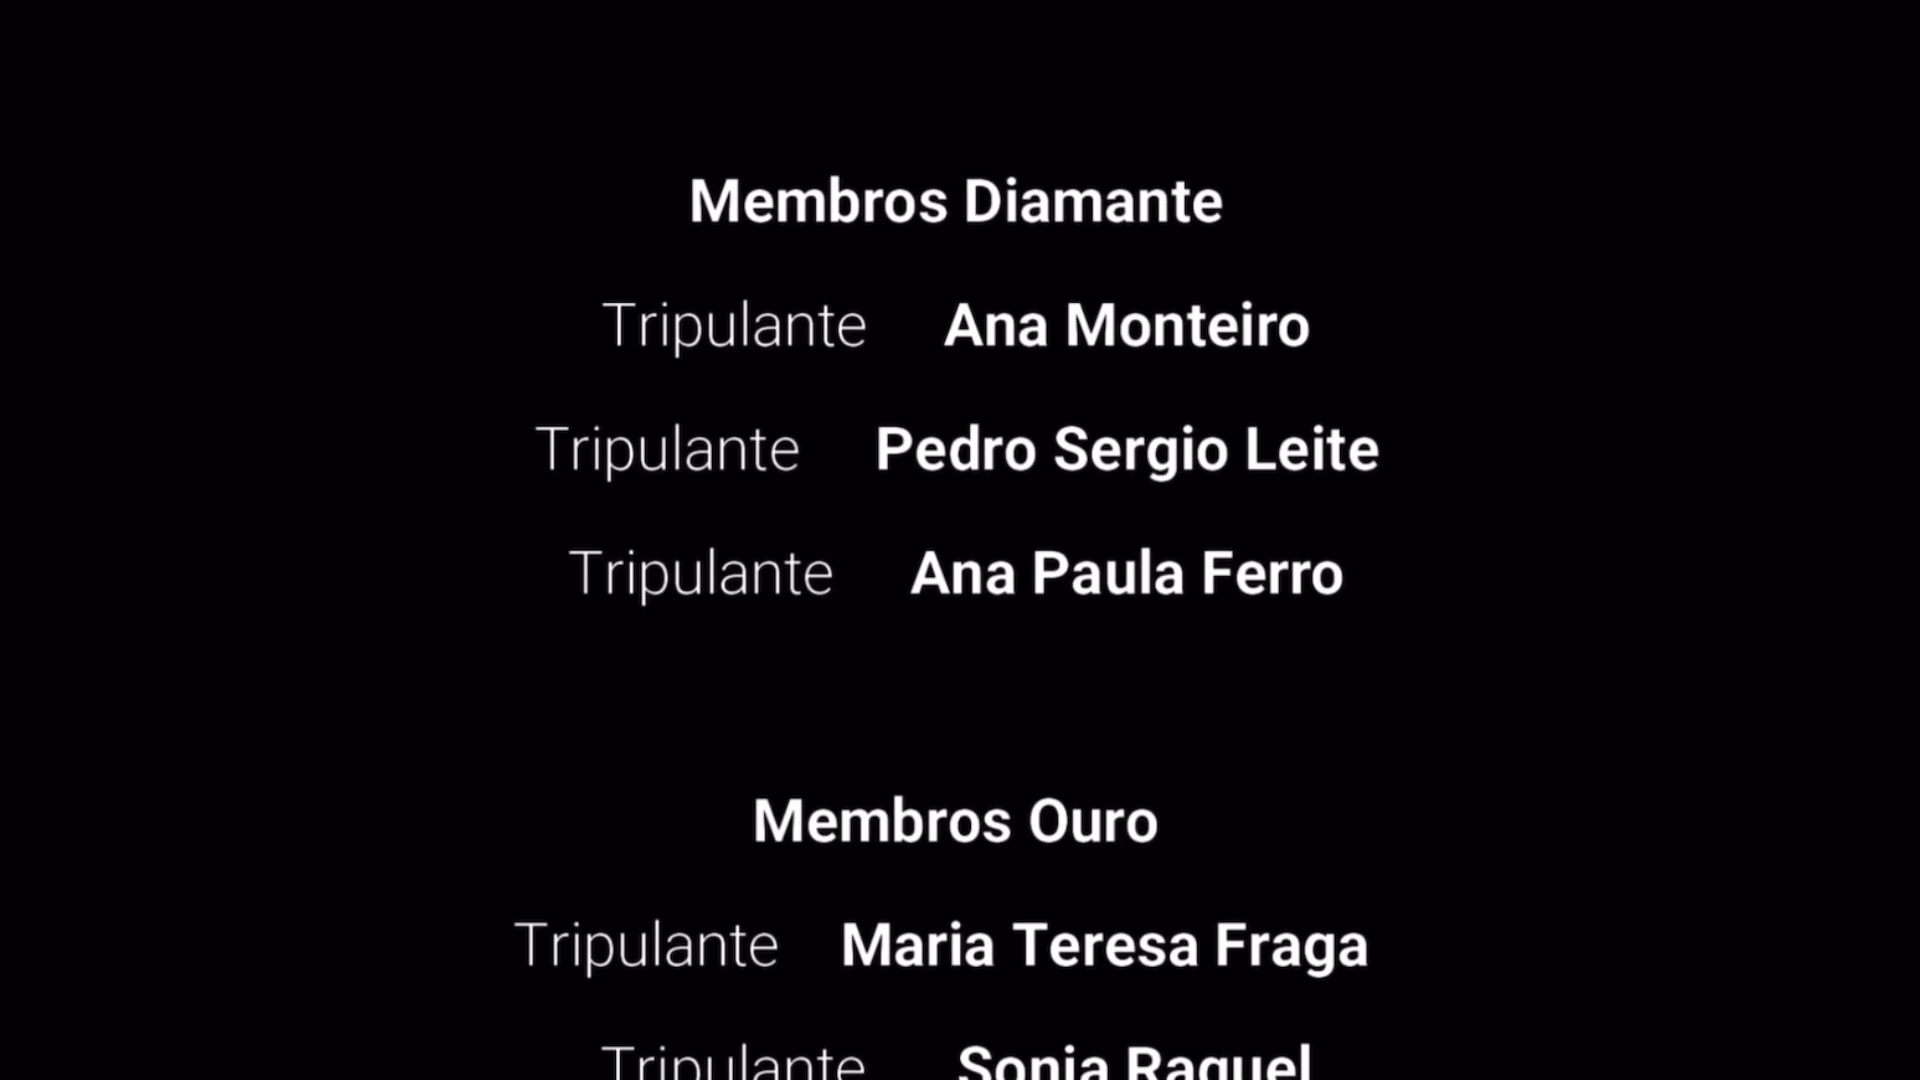 Membros Diamante
Tripulante Ana Monteiro
Tripulante Pedro Sergio Leite
Tripulante Ana Paula Ferro
Membros Ouro
Tripulante Maria Teresa Fraga
Tripulante Sonia Raquel